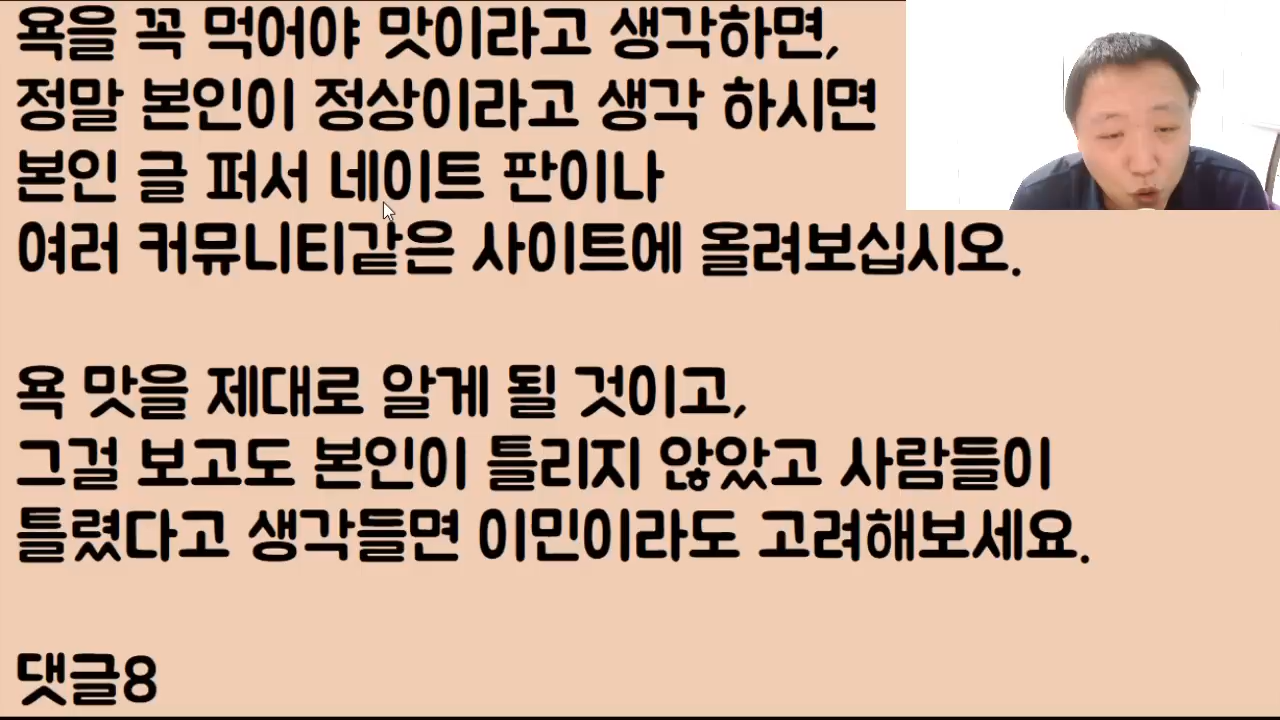 욕을 꼭 먹어야 맛이라고 생각하면,
정말 본인이 정상이라고 생각 하시면
본인 글 퍼서 네이트 판이나
여러 커뮤니티같은 사이트에 올려보십시오.
욕 맛을 제대로 알게 될 것이고,
그걸 보고도 본인이 틀리지 않았고 사람들이
틀렸다고 생각들면 이민이라도 고려해보세요.
댓글8